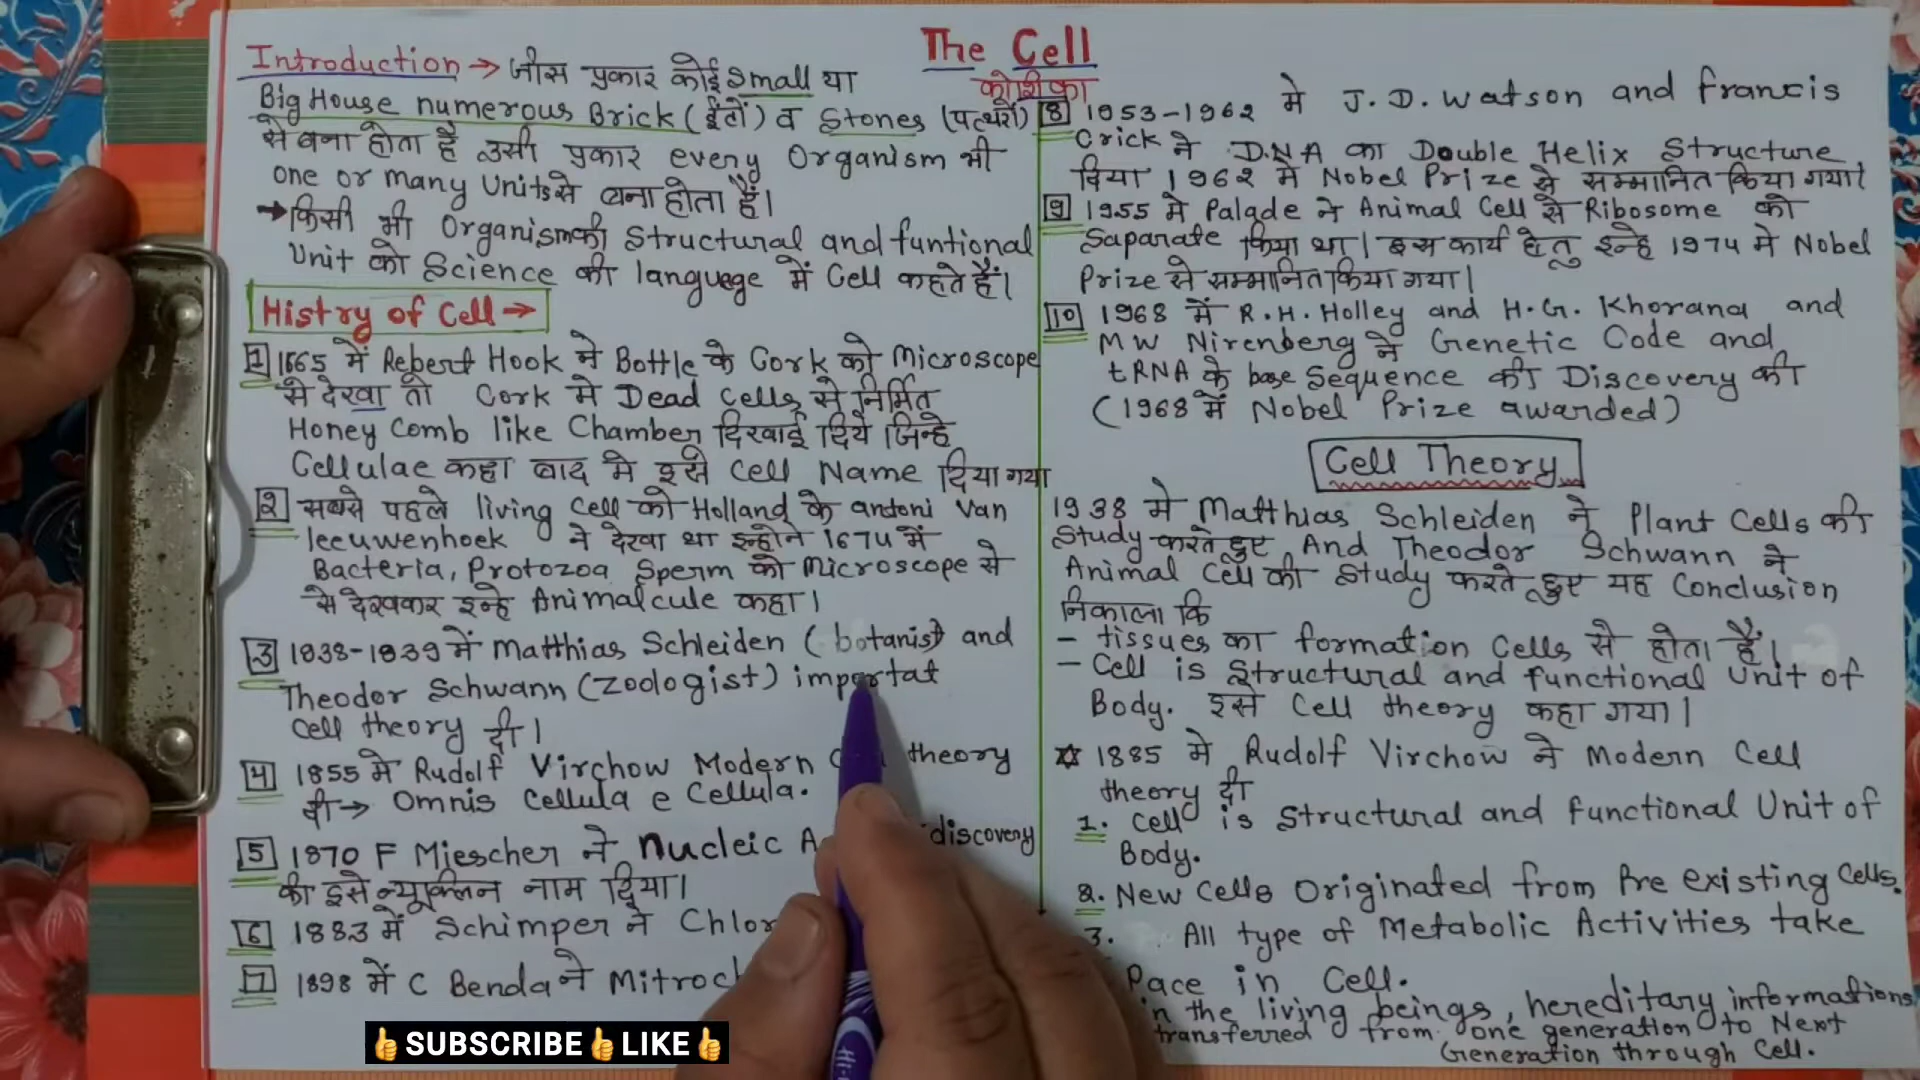 The Cell
कोशिका
Introduction → जीस प्रकार कोई small या
Big House numerous Brick (ईंटों) व Stones (पत्थरों)
से बना होता है उसी प्रकार every Organism भी
one or many Units से बना होता हैं।
→ किसी भी Organism की Structural and funtional
Unit को Science की language में Cell कहते हैं।
Histry of Cell →
1 1665 में Rebert Hook ने Bottle के Cork को Microscope
से देखा तो Cork मे Dead Cells से निर्मित
Honey Comb like Chamber दिखाई दिये जिन्हे
Cellulae कहा बाद मे इसे Cell Name दिया गया
2 सबसे पहले living Cell को Holland के antoni Van
leeuwenhoek ने देखा था इन्होने 1674 में
Bacteria, Protozoa Sperm को Microscope से
से देखकर इन्हे Animalcule कहा।
3 1838-1839 में Matthias Schleiden (botanist) and
Theodor Schwann (Zoologist) importat
Cell theory दी।
4 1855 मे Rudolf Virchow Modern theory
दी → Omnis Cellula e Cellula.
5 1870 F Miescher ने Nucleic discovery
की इसे न्यूक्लिन नाम दिया।
6 1883 में Schimper ने Chlor
7 1898 में C Benda ने Mitoch
8 1953-1962 मे J.D. Watson and francis
Crick ने D.N.A का Double Helix Structure
दिया 1962 मे Nobel Prize से सम्मानित किया गया।
9 1955 मे Palade ने Animal Cell से Ribosome को
Saparate किया था। इस कार्य हेतु इन्हे 1974 मे Nobel
Prize से सम्मानित किया गया।
10 1968 में R.H. Holley and H.G. Khorana and
MW Nirenberg ने Genetic Code and
tRNA के base Sequence की Discovery की
(1968 में Nobel Prize awarded)
Cell Theory
1938 मे Matthias Schleiden ने Plant Cells की
Study करते हुए And Theodor Schwann ने
Animal Cell की Study करते हुए यह Conclusion
निकाला कि
- tissues का formation Cells से होता है।
- Cell is Structural and functional Unit of
Body. इसे Cell theory कहा गया।
☆ 1885 मे Rudolf Virchow ने Modern Cell
theory दी
1. Cell is Structural and functional Unit of
Body.
2. New Cells Originated from Pre existing Cells.
3. All type of Metabolic Activities take
Pace in Cell.
in the living beings, hereditary informations
transferred from one generation to Next
Generation through Cell.
👍SUBSCRIBE👍LIKE👍